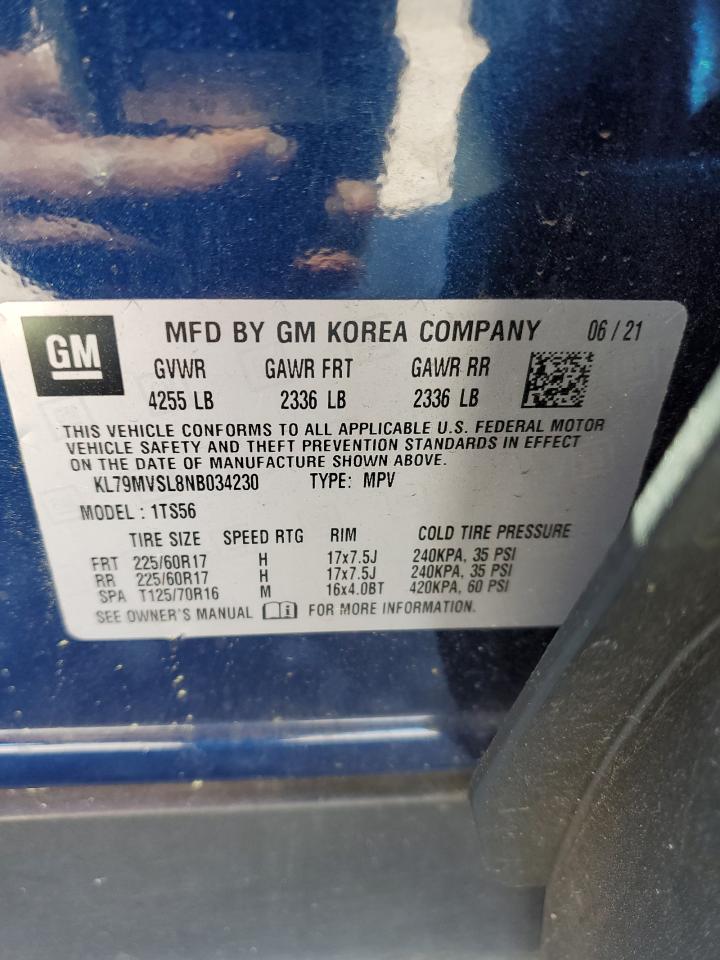 GM
MFD BY GM KOREA COMPANY 06 / 21
GVWR GAWR FRT GAWR RR
4255 LB 2336 LB 2336 LB
THIS VEHICLE CONFORMS TO ALL APPLICABLE U.S. FEDERAL MOTOR
VEHICLE SAFETY AND THEFT PREVENTION STANDARDS IN EFFECT
ON THE DATE OF MANUFACTURE SHOWN ABOVE.
KL79MVSL8NB034230 TYPE: MPV
MODEL : 1TS56
TIRE SIZE SPEED RTG RIM COLD TIRE PRESSURE
FRT 225/60R17 H 17x7.5J 240KPA, 35 PSI
RR 225/60R17 H 17x7.5J 240KPA, 35 PSI
SPA T125/70R16 M 16x4.0BT 420KPA, 60 PSI
SEE OWNER'S MANUAL FOR MORE INFORMATION.